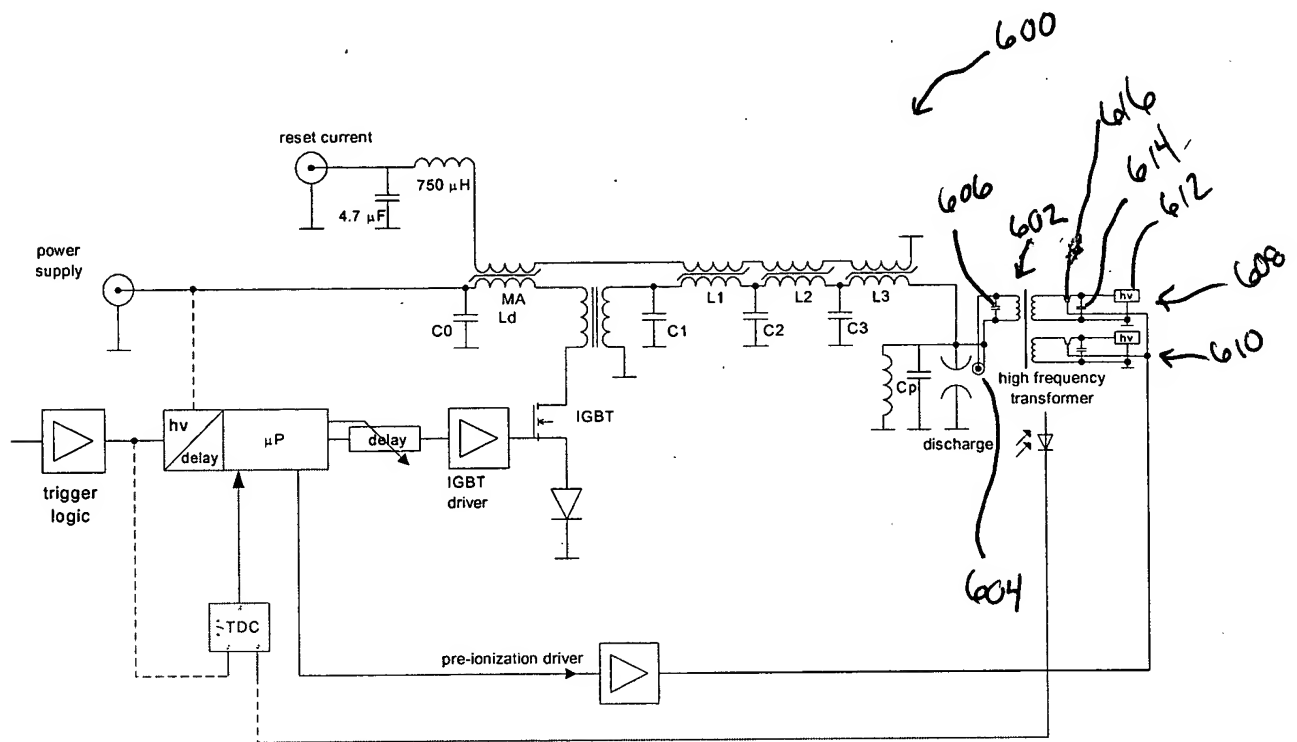 600
616
reset current
614
606
612
750 µH
602
4.7 µF
608
power
supply
MA
Ld
L1
L2
L3
hv
C0
C1
C2
C3
hv
610
high frequency
transformer
Cp
IGBT
hv
delay
µP
delay
discharge
trigger
logic
IGBT
driver
604
TDC
pre-ionization driver